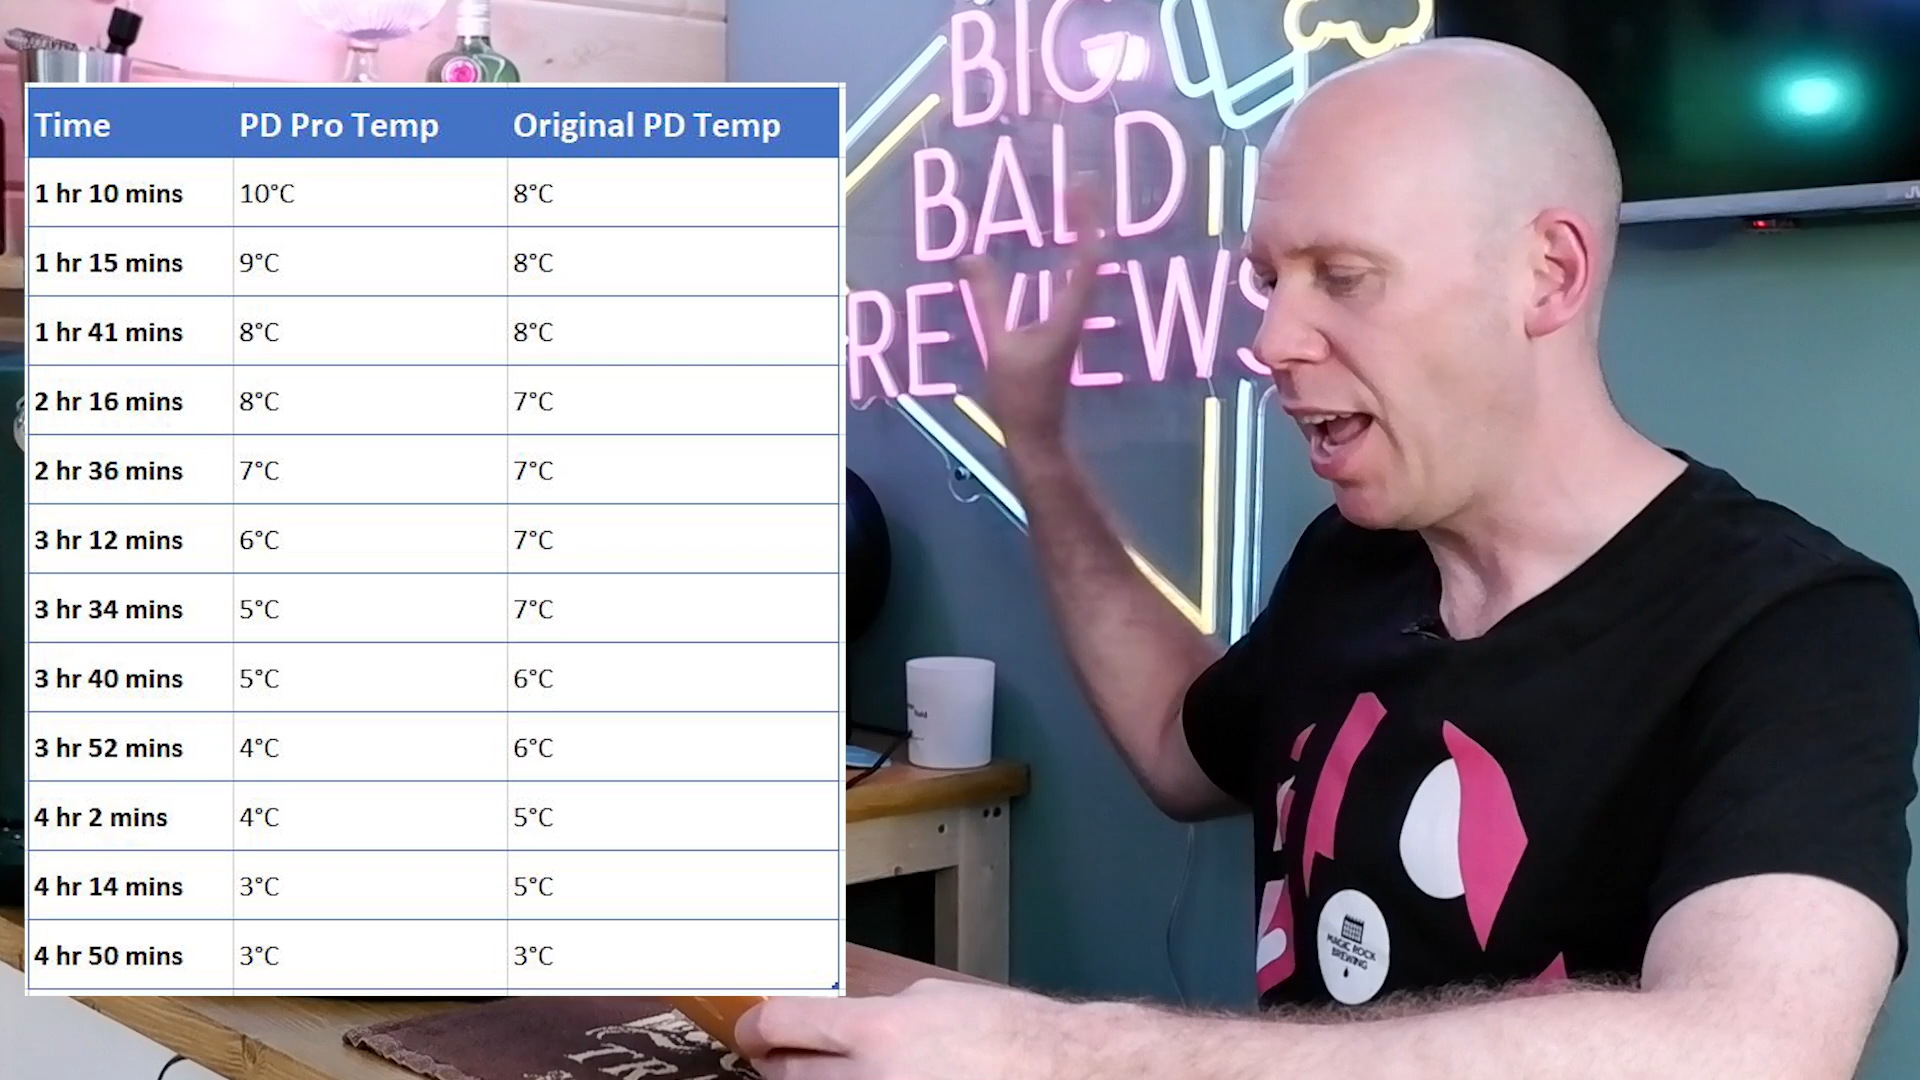 Time PD Pro Temp Original PD Temp
1 hr 10 mins 10°C 8°C
1 hr 15 mins 9°C 8°C
1 hr 41 mins 8°C 8°C
2 hr 16 mins 8°C 7°C
2 hr 36 mins 7°C 7°C
3 hr 12 mins 6°C 7°C
3 hr 34 mins 5°C 7°C
3 hr 40 mins 5°C 6°C
3 hr 52 mins 4°C 6°C
4 hr 2 mins 4°C 5°C
4 hr 14 mins 3°C 5°C
4 hr 50 mins 3°C 3°C
BIG
BALD
REVIEWS
MAGIC ROCK
BREWING